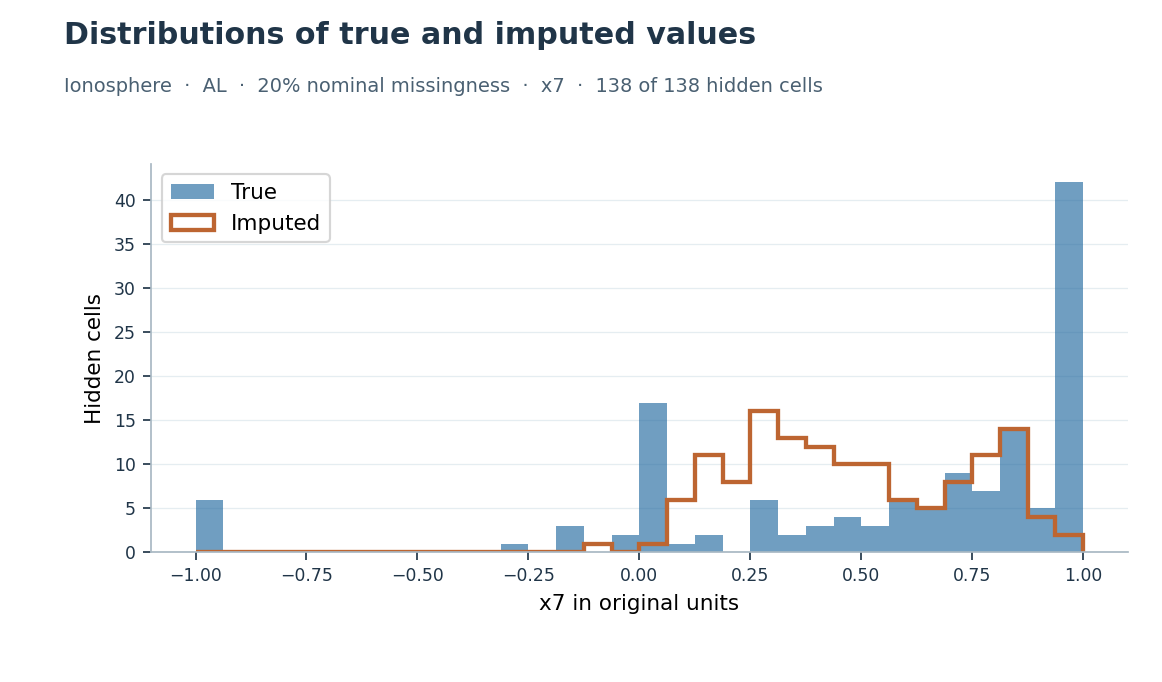 Distributions of true and imputed values
Ionosphere · AL · 20% nominal missingness · x7 · 138 of 138 hidden cells
True
Imputed
Hidden cells
40
35
30
25
20
15
10
5
0
−1.00 −0.75 −0.50 −0.25 0.00 0.25 0.50 0.75 1.00
x7 in original units